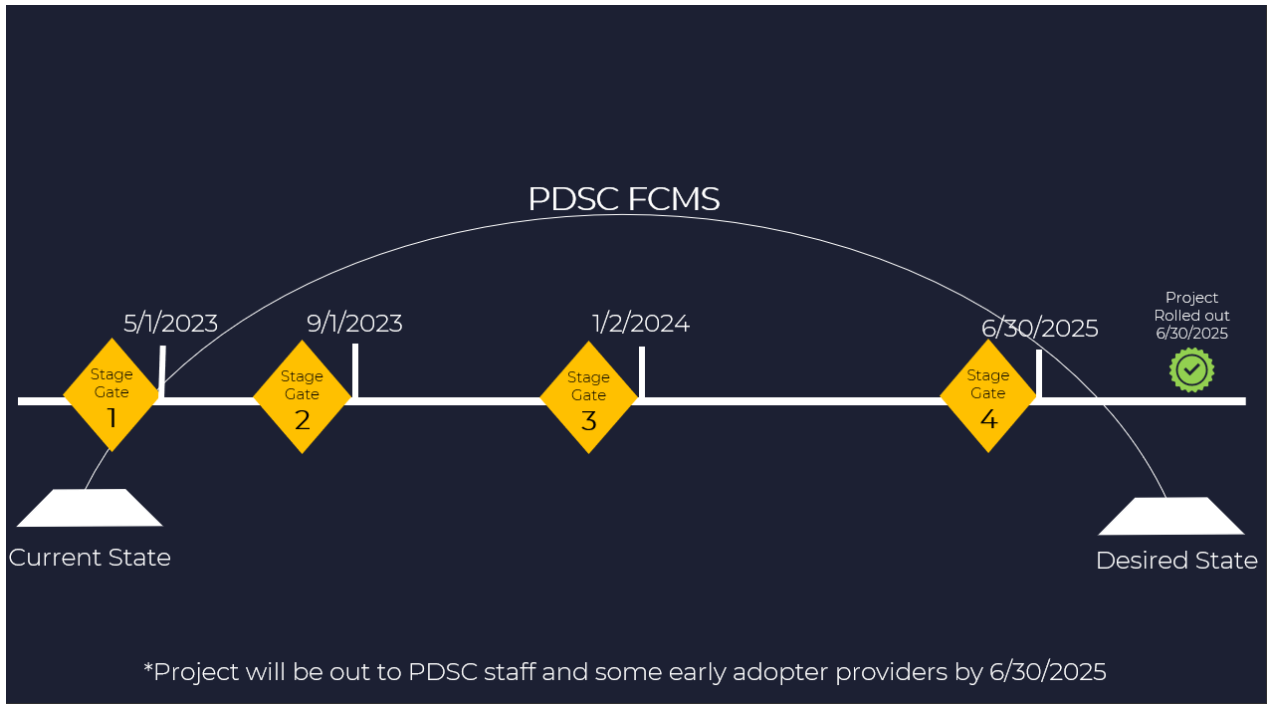 PDSC FCMS
5/1/2023
9/1/2023
1/2/2024
6/30/2025
Project
Rolled out
6/30/2025
Stage
Gate
1
Stage
Gate
2
Stage
Gate
3
Stage
Gate
4
Current State
Desired State
*Project will be out to PDSC staff and some early adopter providers by 6/30/2025